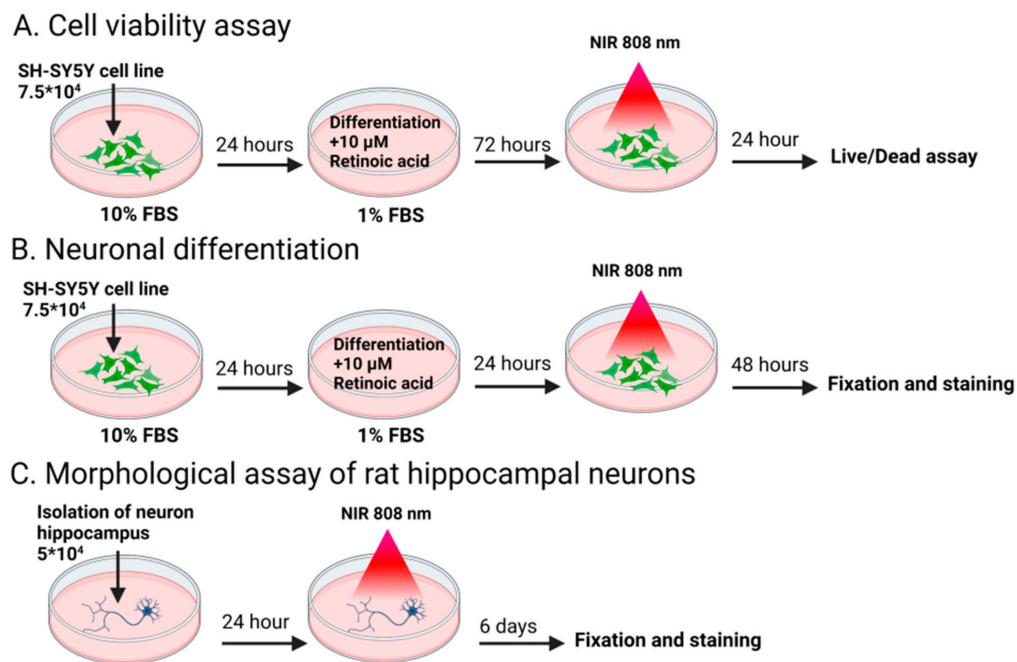 A. Cell viability assay
NIR 808 nm
SH-SY5Y cell line
7.5*10⁴
Differentiation
+10 µM
Retinoic acid
24 hours
72 hours
24 hour
Live/Dead assay
10% FBS
1% FBS
B. Neuronal differentiation
NIR 808 nm
SH-SY5Y cell line
7.5*10⁴
Differentiation
+10 µM
Retinoic acid
24 hours
24 hours
48 hours
Fixation and staining
10% FBS
1% FBS
C. Morphological assay of rat hippocampal neurons
Isolation of neuron
hippocampus
5*10⁴
NIR 808 nm
24 hour
6 days
Fixation and staining